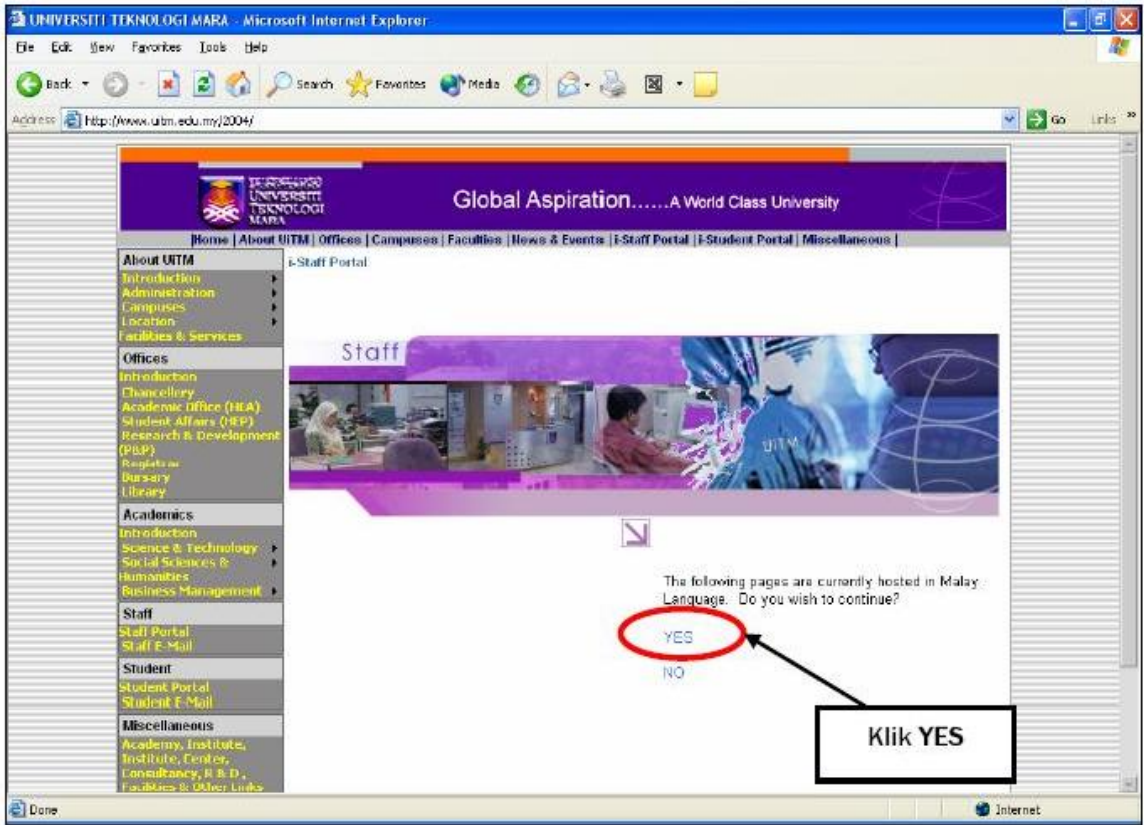 UNIVERSITI TEKNOLOGI MARA - Microsoft Internet Explorer
File Edit View Favorites Tools Help
Back Search Favorites Media
Address http://www.uitm.edu.my/2004/ Go Links
UNIVERSITI
TEKNOLOGI
MARA
Global Aspiration......A World Class University
|Home | About UiTM | Offices | Campuses | Faculties | News & Events | i-Staff Portal | i-Student Portal | Miscellaneous |
About UiTM
Introduction
Administration
Campuses
Location
Facilities & Services
Offices
Introduction
Chancellery
Academic Office (HEA)
Student Affairs (HEP)
Research & Development
(P&P)
Registrar
Bursary
Library
Academics
Introduction
Science & Technology
Social Sciences &
Humanities
Business Management
Staff
Staff Portal
Staff E-Mail
Student
Student Portal
Student E-Mail
Miscellaneous
Academy, Institute,
Institute, Center,
Consultancy, R & D ,
Facilities & Other Links
i-Staff Portal
Staff
UiTM
The following pages are currently hosted in Malay
Language. Do you wish to continue?
YES
NO
Klik YES
Done
Internet